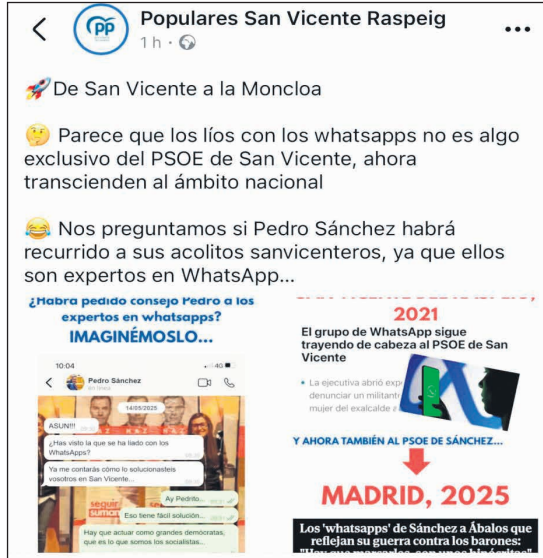 Populares San Vicente Raspeig
1 h
🚀De San Vicente a la Moncloa
🤔 Parece que los líos con los whatsapps no es algo
exclusivo del PSOE de San Vicente, ahora
transcienden al ámbito nacional
😂 Nos preguntamos si Pedro Sánchez habrá
recurrido a sus acolitos sanvicenteros, ya que ellos
son expertos en WhatsApp...
¿Habrá pedido consejo Pedro a los
expertos en whatsapps?
IMAGINÉMOSLO...
10:04
40
Pedro Sánchez
en línea
14/05/2025
ASUN!!!
¿Has visto la que se ha liado con los
WhatsApps?
Ya me contarás cómo lo solucionasteis
vosotros en San Vicente...
Ay Pedrito...
Eso tiene fácil solución...
Hay que actuar como grandes demócratas,
que es lo que somos los socialistas...
2021
El grupo de WhatsApp sigue
trayendo de cabeza al PSOE de San
Vicente
La ejecutiva abrió
denunciar un militante
mujer del exalcalde
Y AHORA TAMBIÉN AL PSOE DE SÁNCHEZ...
MADRID, 2025
Los 'whatsapps' de Sánchez a Ábalos que
reflejan su guerra contra los barones: